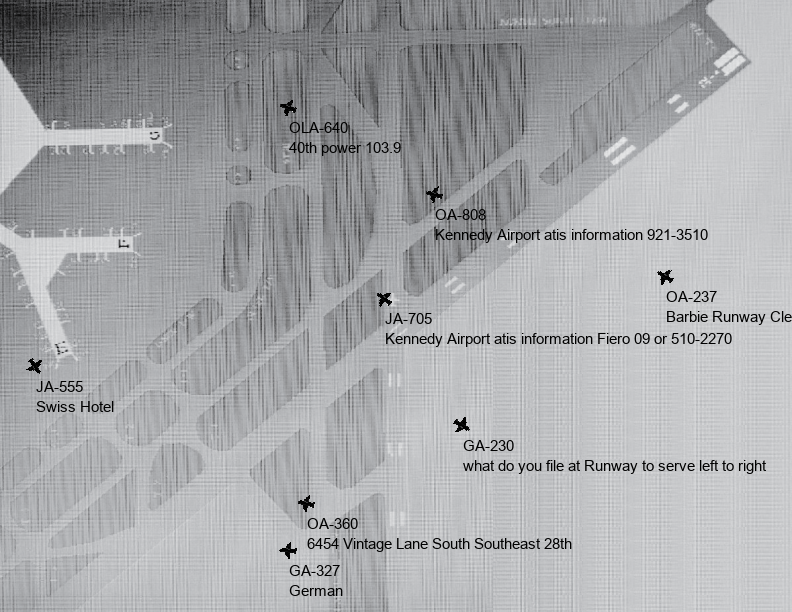 OLA-640
40th power 103.9
OA-808
Kennedy Airport atis information 921-3510
OA-237
Barbie Runway Cle
JA-705
Kennedy Airport atis information Fiero 09 or 510-2270
JA-555
Swiss Hotel
GA-230
what do you file at Runway to serve left to right
OA-360
6454 Vintage Lane South Southeast 28th
GA-327
German